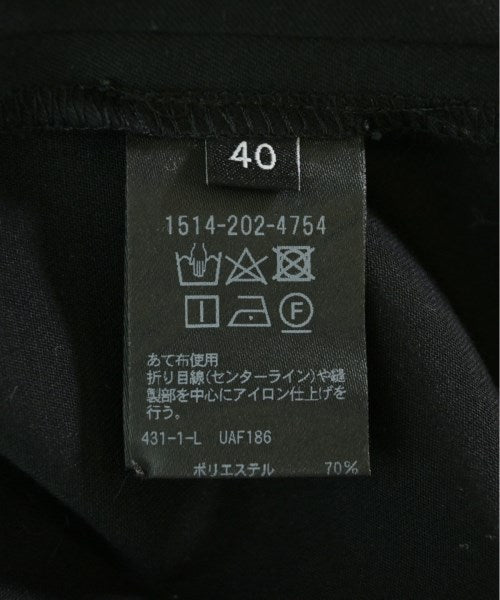 40
1514-202-4754
F
あて布使用
折り目線(センターライン)や縫
製部を中心にアイロン仕上げを
行う。
431-1-L UAF186
ポリエステル 70%